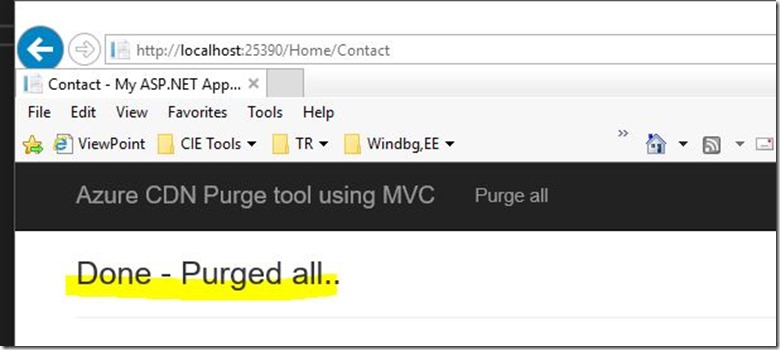 http://localhost:25390/Home/Contact
Contact - My ASP.NET App...
File Edit View Favorites Tools Help
ViewPoint CIE Tools TR Windbg,EE
Azure CDN Purge tool using MVC Purge all
Done - Purged all..